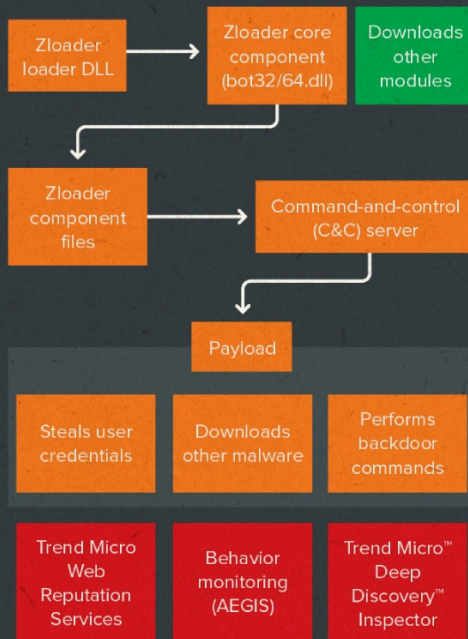 Zloader
loader DLL
Zloader core
component
(bot32/64.dll)
Downloads
other
modules
Zloader
component
files
Command-and-control
(C&C) server
Payload
Steals user
credentials
Downloads
other malware
Performs
backdoor
commands
Trend Micro
Web
Reputation
Services
Behavior
monitoring
(AEGIS)
Trend Micro™
Deep
Discovery™
Inspector